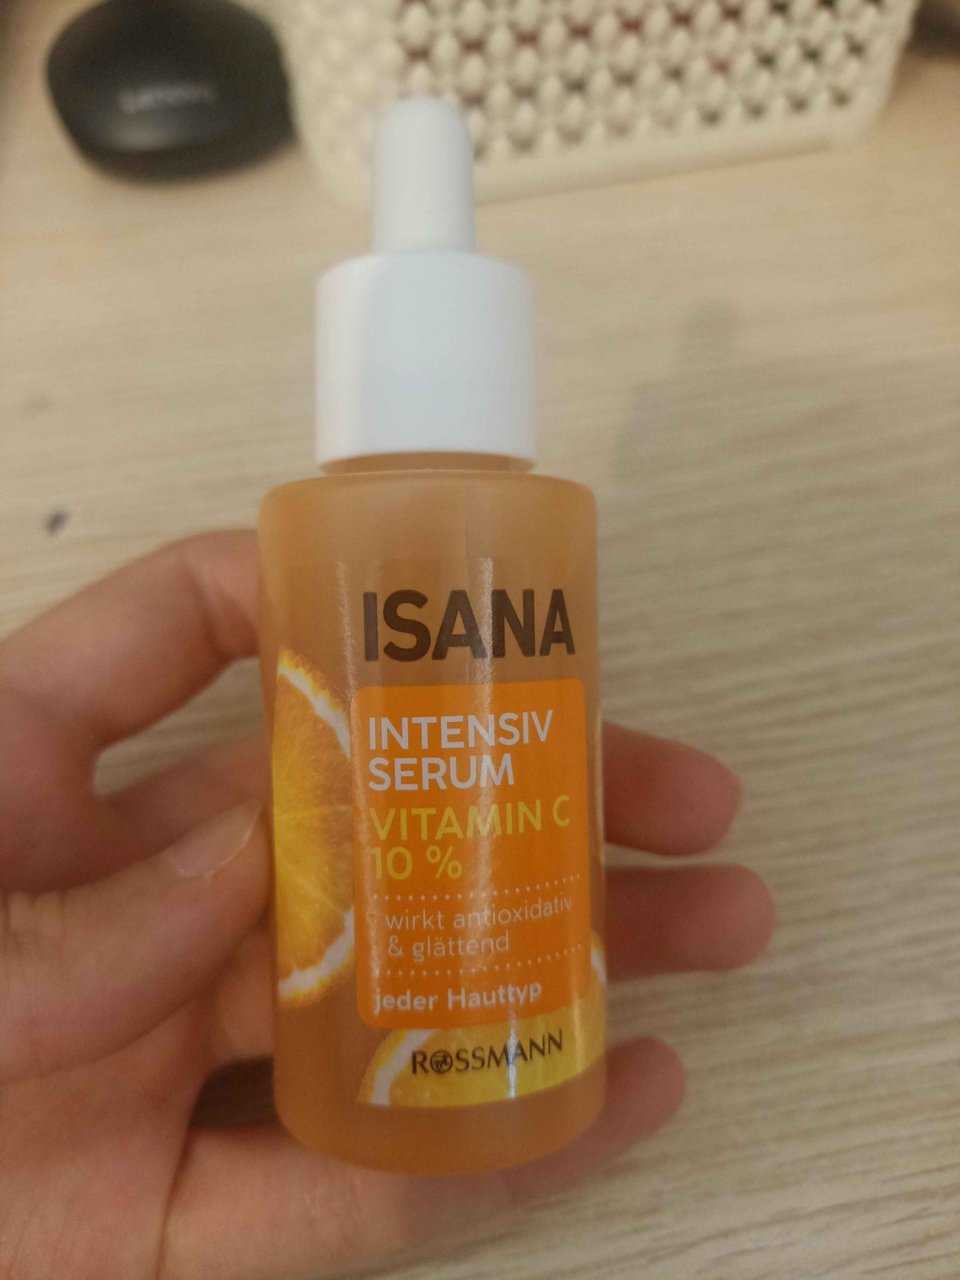 ISANA
INTENSIV
SERUM
VITAMIN C
10 %
wirkt antioxidativ
& glättend
jeder Hauttyp
ROSSMANN